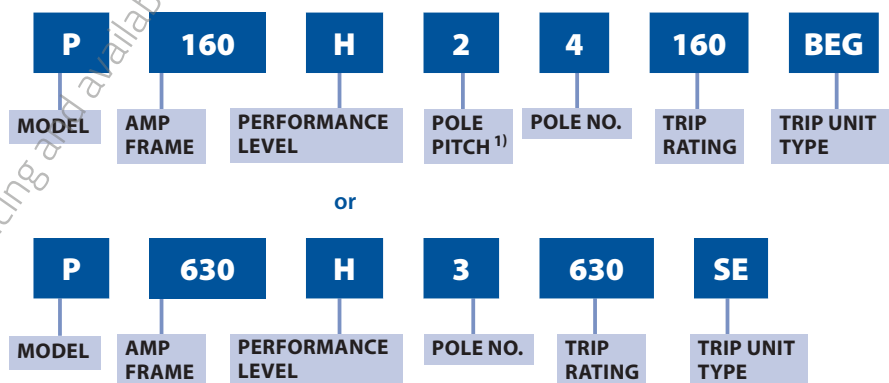 P 160 H 2 4 160 BEG
MODEL AMP FRAME PERFORMANCE LEVEL POLE PITCH 1) POLE NO. TRIP RATING TRIP UNIT TYPE
or
P 630 H 3 630 SE
MODEL AMP FRAME PERFORMANCE LEVEL POLE NO. TRIP RATING TRIP UNIT TYPE